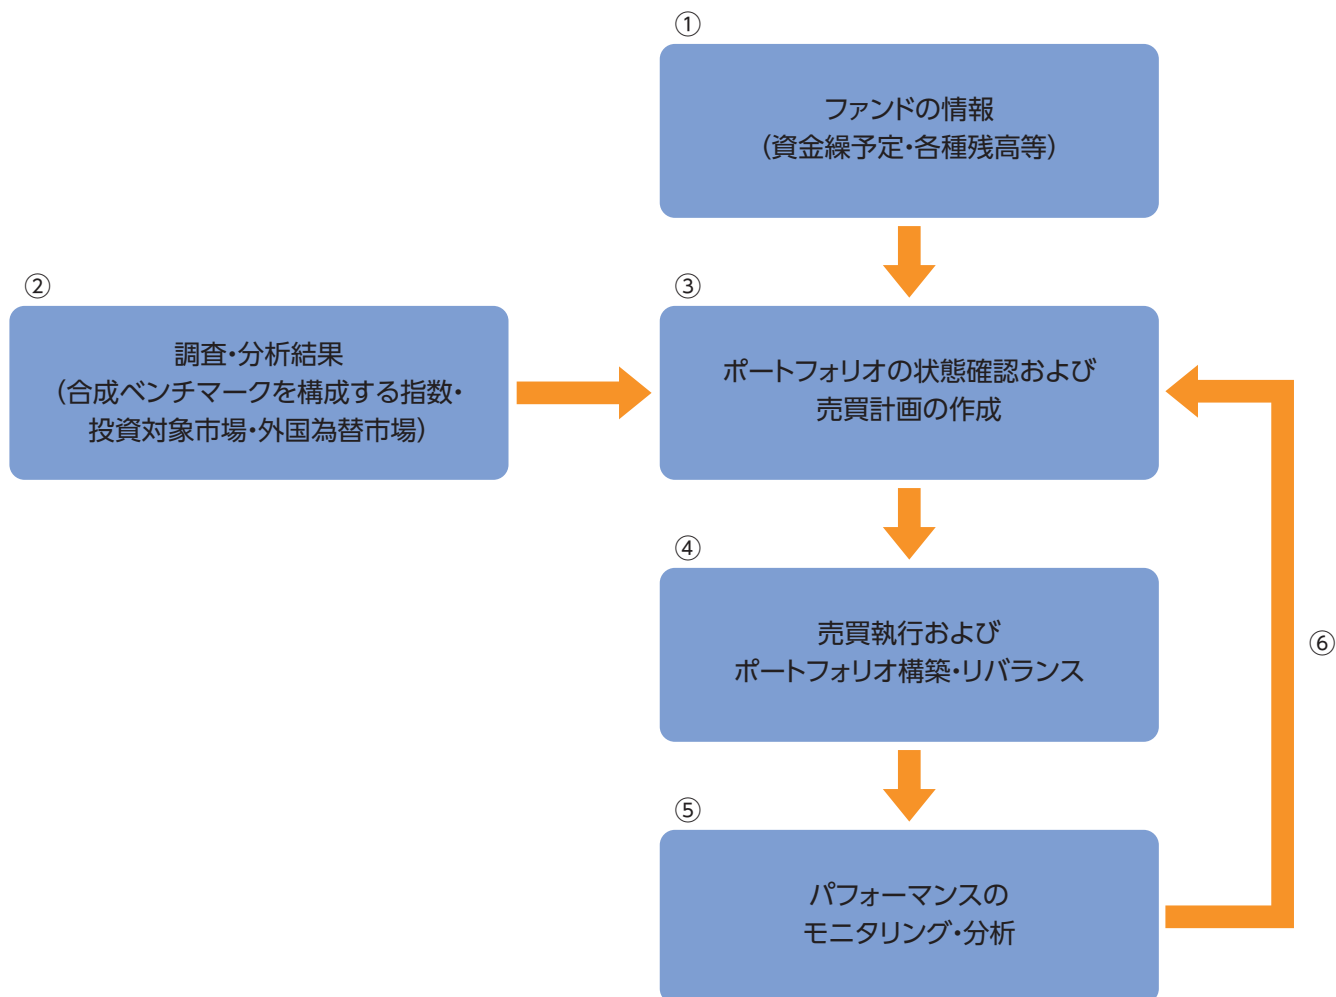 ①
ファンドの情報
(資金繰予定・各種残高等)
②
調査・分析結果
(合成ベンチマークを構成する指数・
投資対象市場・外国為替市場)
③
ポートフォリオの状態確認および
売買計画の作成
④
売買執行および
ポートフォリオ構築・リバランス
⑤
パフォーマンスの
モニタリング・分析
⑥